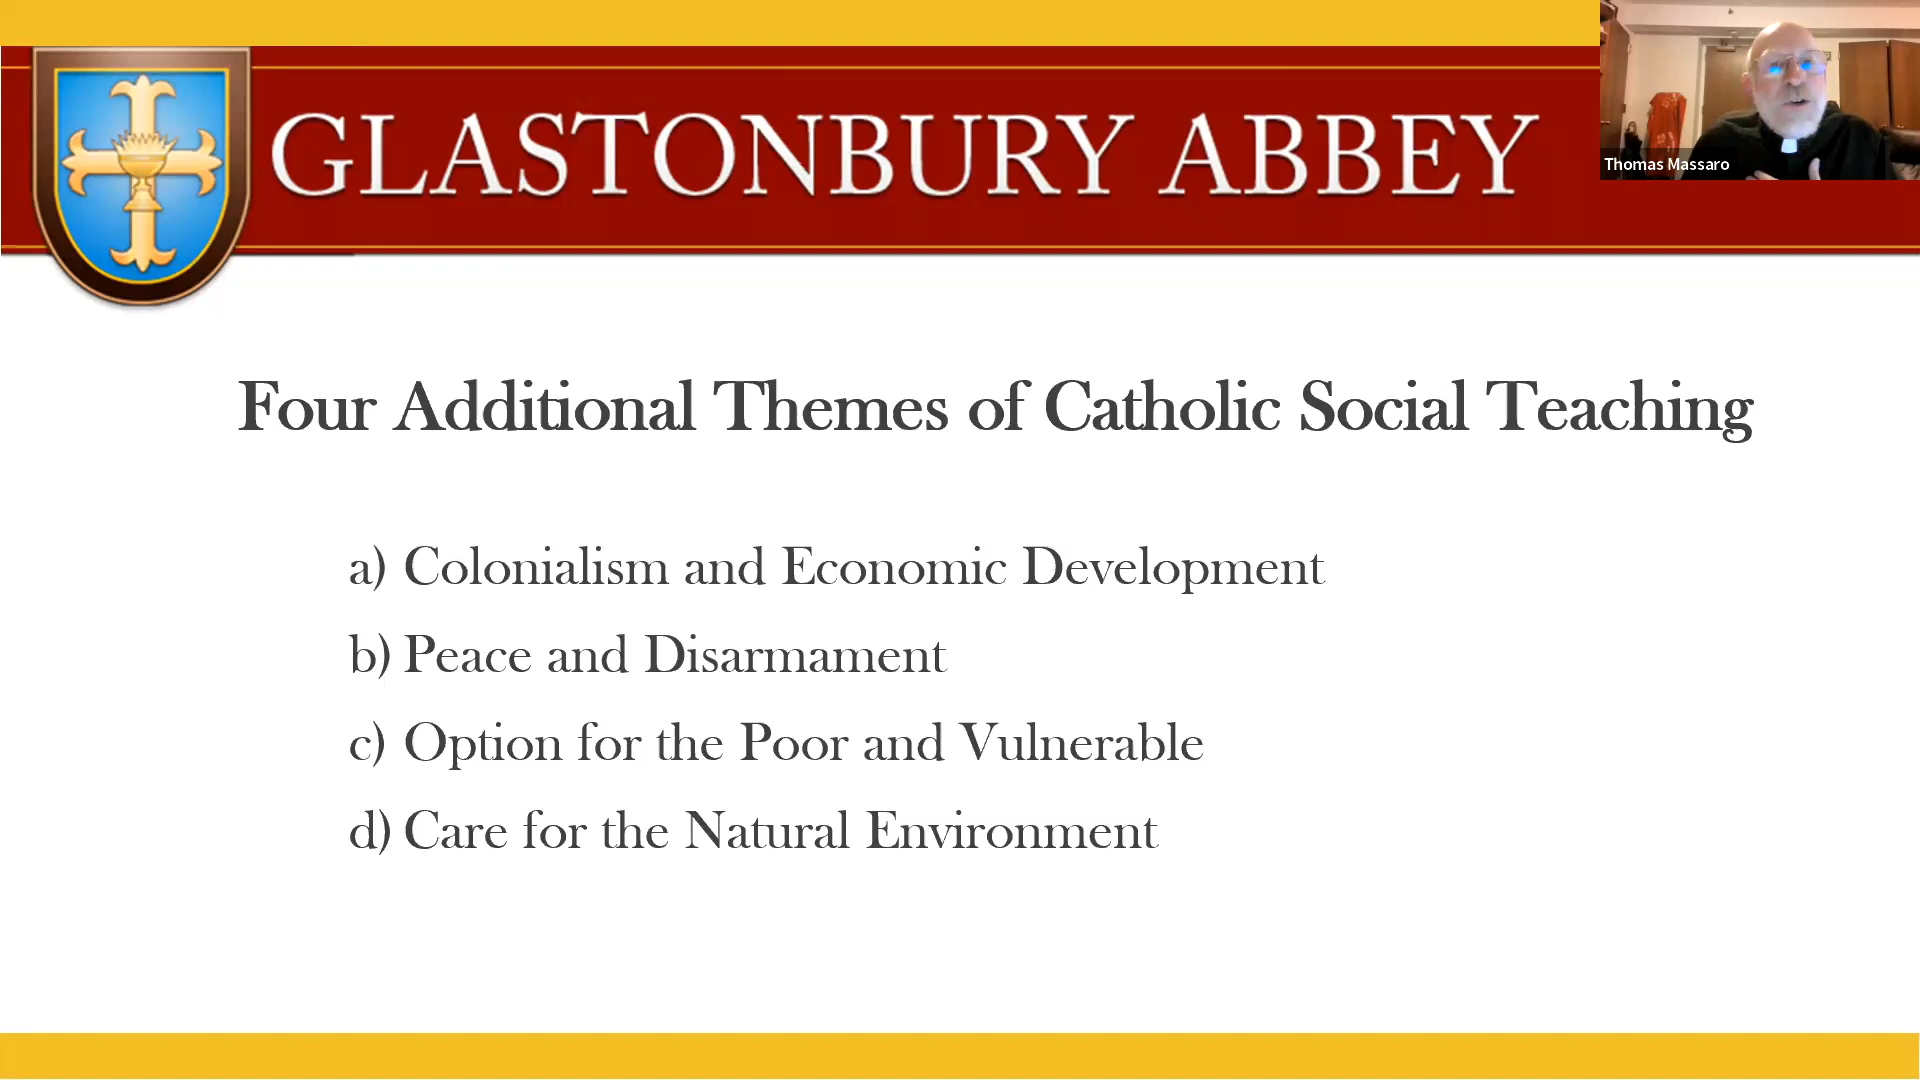 GLASTONBURY ABBEY
Thomas Massaro
Four Additional Themes of Catholic Social Teaching
a) Colonialism and Economic Development
b) Peace and Disarmament
c) Option for the Poor and Vulnerable
d) Care for the Natural Environment